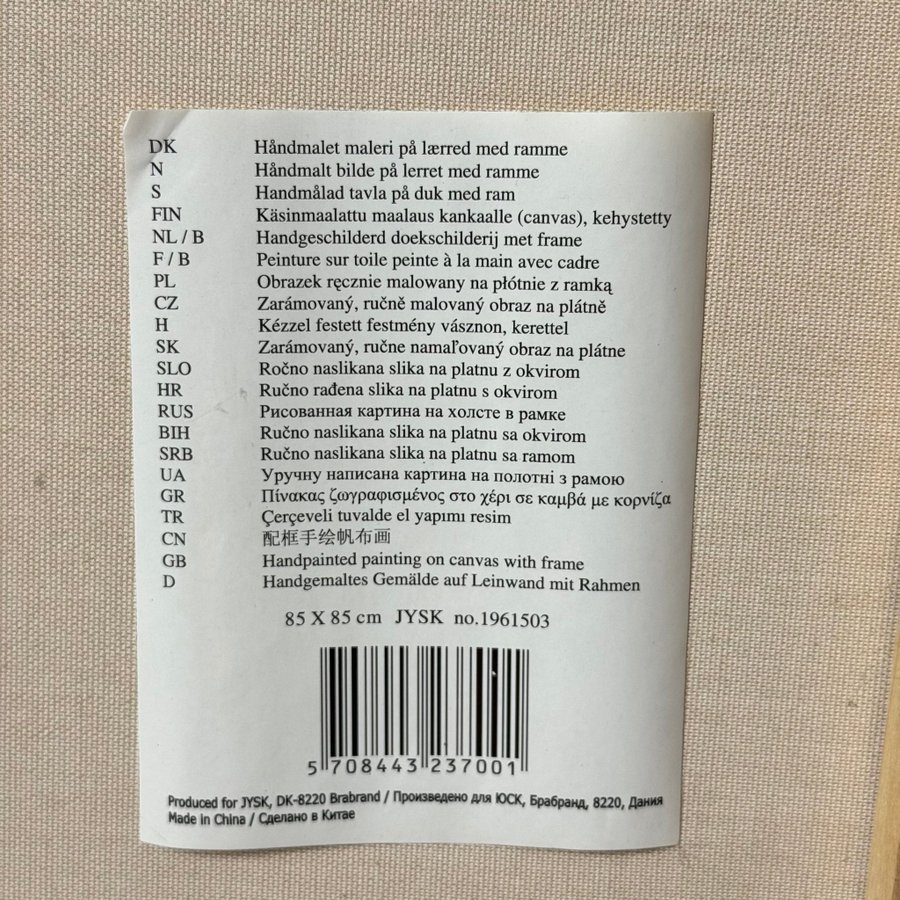 DK Håndmalet maleri på lærred med ramme
N Håndmalt bilde på lerret med ramme
S Handmålad tavla på duk med ram
FIN Käsinmaalattu maalaus kankaalle (canvas), kehystetty
NL / B Handgeschilderd doekschilderij met frame
F / B Peinture sur toile peinte à la main avec cadre
PL Obrazek ręcznie malowany na płótnie z ramką
CZ Zarámovaný, ručně malovaný obraz na plátně
H Kézzel festett festmény vásznon, kerettel
SK Zarámovaný, ručne namaľovaný obraz na plátne
SLO Ročno naslikana slika na platnu z okvirom
HR Ručno rađena slika na platnu s okvirom
RUS Рисованная картина на холсте в рамке
BIH Ručno naslikana slika na platnu sa okvirom
SRB Ručno naslikana slika na platnu sa ramom
UA Уручну написана картина на полотні з рамою
GR Πίνακας ζωγραφισμένος στο χέρι σε καμβά με κορνίζα
TR Çerçeveli tuvalde el yapımı resim
CN 配框手绘帆布画
GB Handpainted painting on canvas with frame
D Handgemaltes Gemälde auf Leinwand mit Rahmen
85 X 85 cm JYSK no.1961503
5 708443 237001
Produced for JYSK, DK-8220 Brabrand / Произведено для ЮСК, Брабранд, 8220, Дания
Made in China / Сделано в Китае